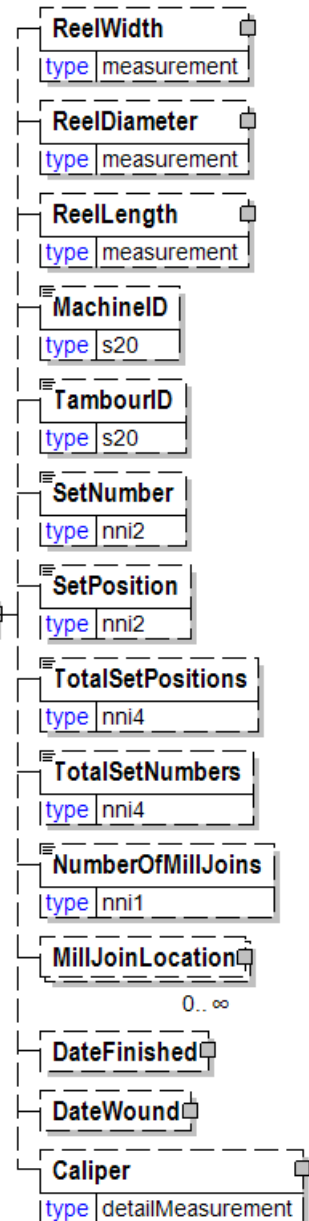 ReelWidth
type measurement
ReelDiameter
type measurement
ReelLength
type measurement
MachineID
type s20
TambourID
type s20
SetNumber
type nni2
SetPosition
type nni2
TotalSetPositions
type nni4
TotalSetNumbers
type nni4
NumberOfMillJoins
type nni1
MillJoinLocation
0.. ∞
DateFinished
DateWound
Caliper
type detailMeasurement